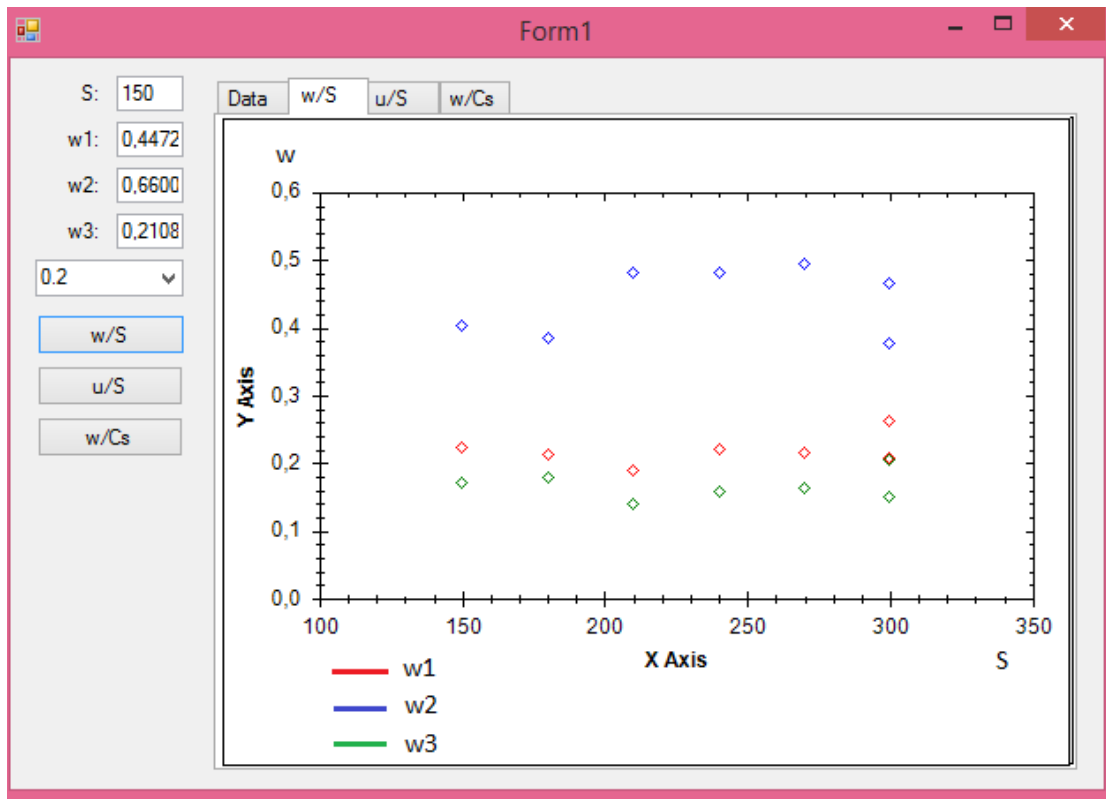 Form1
S: 150
w1: 0,4472
w2: 0,6600
w3: 0,2108
0.2
w/S
u/S
w/Cs
Data w/S u/S w/Cs
w
0,6
0,5
0,4
0,3
0,2
0,1
0,0
Y Axis
100 150 200 250 300 350
X Axis S
w1
w2
w3